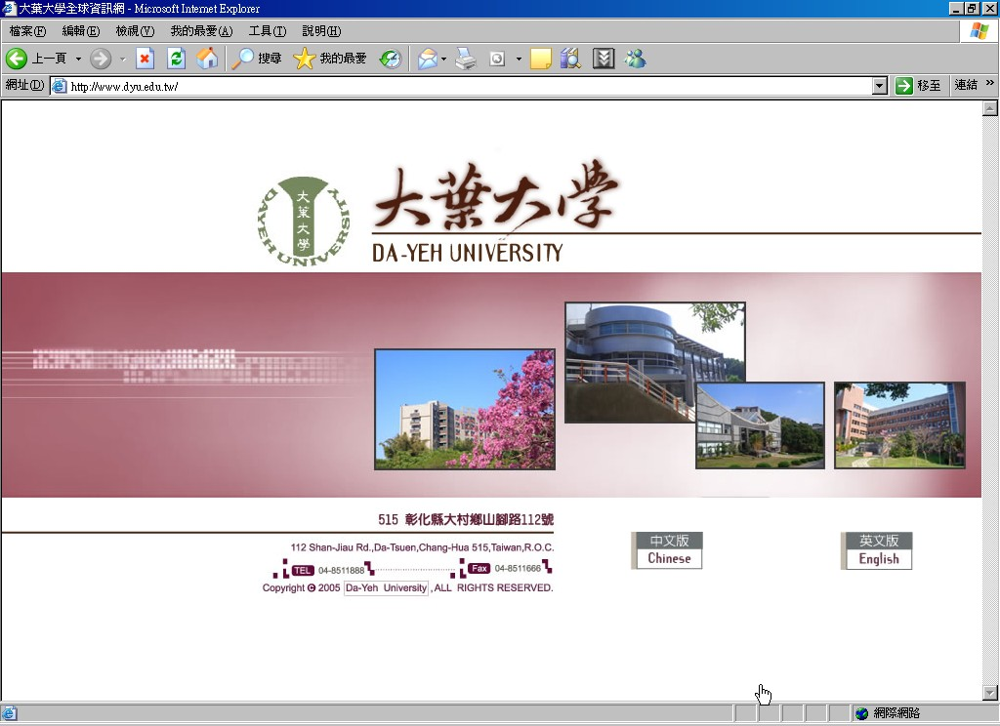 大葉大學全球資訊網 - Microsoft Internet Explorer
檔案(F) 編輯(E) 檢視(V) 我的最愛(A) 工具(T) 說明(H)
上一頁 搜尋 我的最愛
網址(D) http://www.dyu.edu.tw/ 移至 連結 »
大葉大學
DAYEH UNIVERSITY
大葉大學
DA-YEH UNIVERSITY
515 彰化縣大村鄉山腳路112號
112 Shan-Jiau Rd.,Da-Tsuen,Chang-Hua 515,Taiwan,R.O.C.
TEL 04-8511888 Fax 04-8511666
Copyright © 2005 Da-Yeh University ,ALL RIGHTS RESERVED.
中文版
Chinese
英文版
English
網際網路